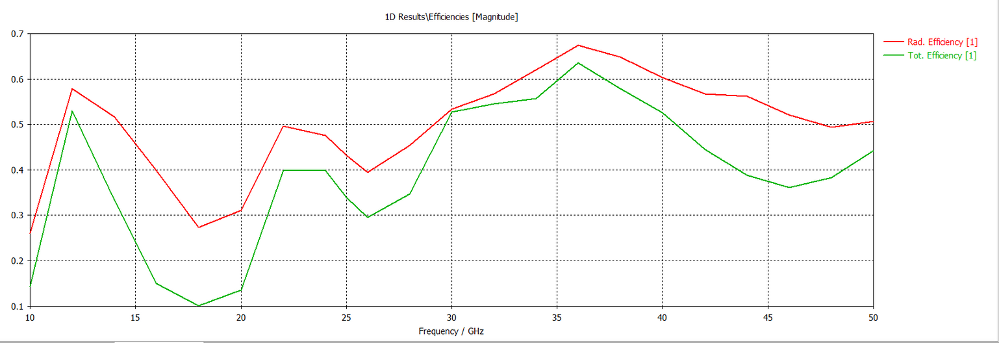 1D Results\Efficiencies [Magnitude]
0.7
0.6
0.5
0.4
0.3
0.2
0.1
10 15 20 25 30 35 40 45 50
Frequency / GHz
Rad. Efficiency [1]
Tot. Efficiency [1]